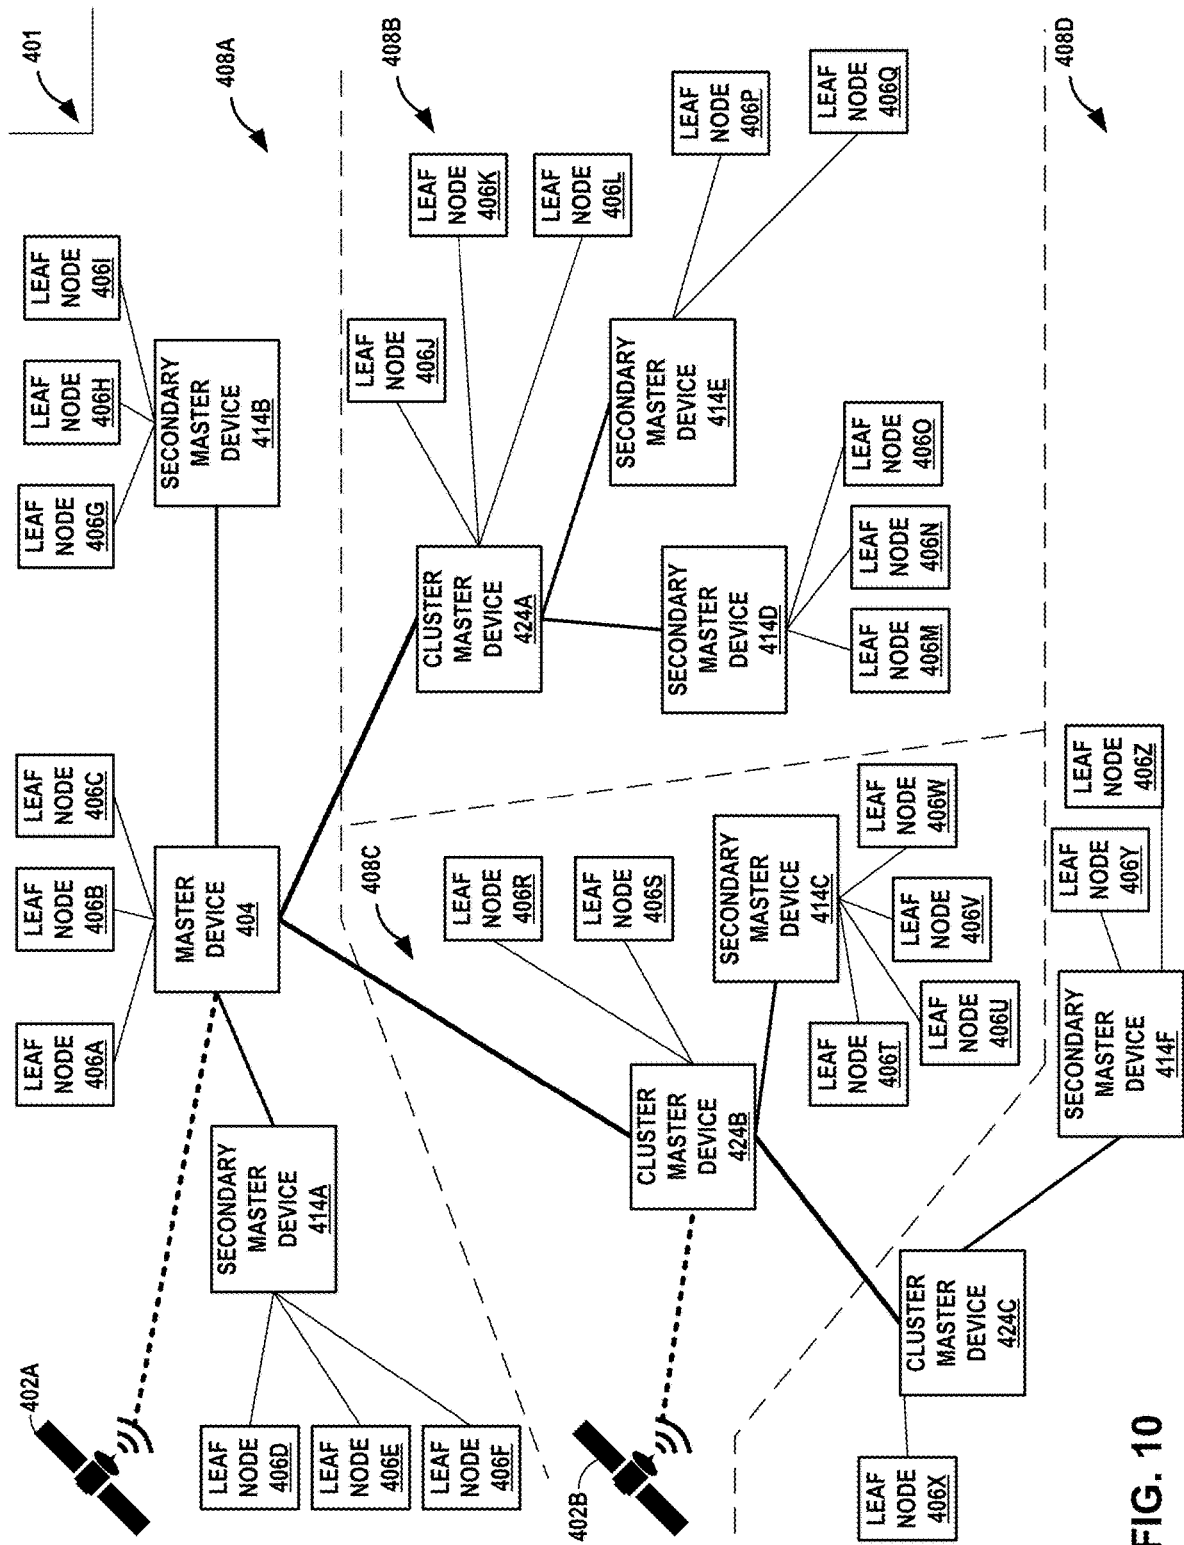 402A
LEAF
NODE
406D
LEAF
NODE
406E
LEAF
NODE
406F
SECONDARY
MASTER
DEVICE
414A
LEAF
NODE
406A
LEAF
NODE
406B
LEAF
NODE
406C
MASTER
DEVICE
404
LEAF
NODE
406G
LEAF
NODE
406H
LEAF
NODE
406I
SECONDARY
MASTER
DEVICE
414B
401
408A
402B
408C
LEAF
NODE
406R
LEAF
NODE
406S
CLUSTER
MASTER
DEVICE
424B
SECONDARY
MASTER
DEVICE
414C
LEAF
NODE
406T
LEAF
NODE
406U
LEAF
NODE
406V
LEAF
NODE
406W
408B
LEAF
NODE
406J
LEAF
NODE
406K
LEAF
NODE
406L
CLUSTER
MASTER
DEVICE
424A
SECONDARY
MASTER
DEVICE
414D
SECONDARY
MASTER
DEVICE
414E
LEAF
NODE
406M
LEAF
NODE
406N
LEAF
NODE
406O
LEAF
NODE
406P
LEAF
NODE
406Q
LEAF
NODE
406X
CLUSTER
MASTER
DEVICE
424C
SECONDARY
MASTER
DEVICE
414F
LEAF
NODE
406Y
LEAF
NODE
406Z
408D
FIG. 10